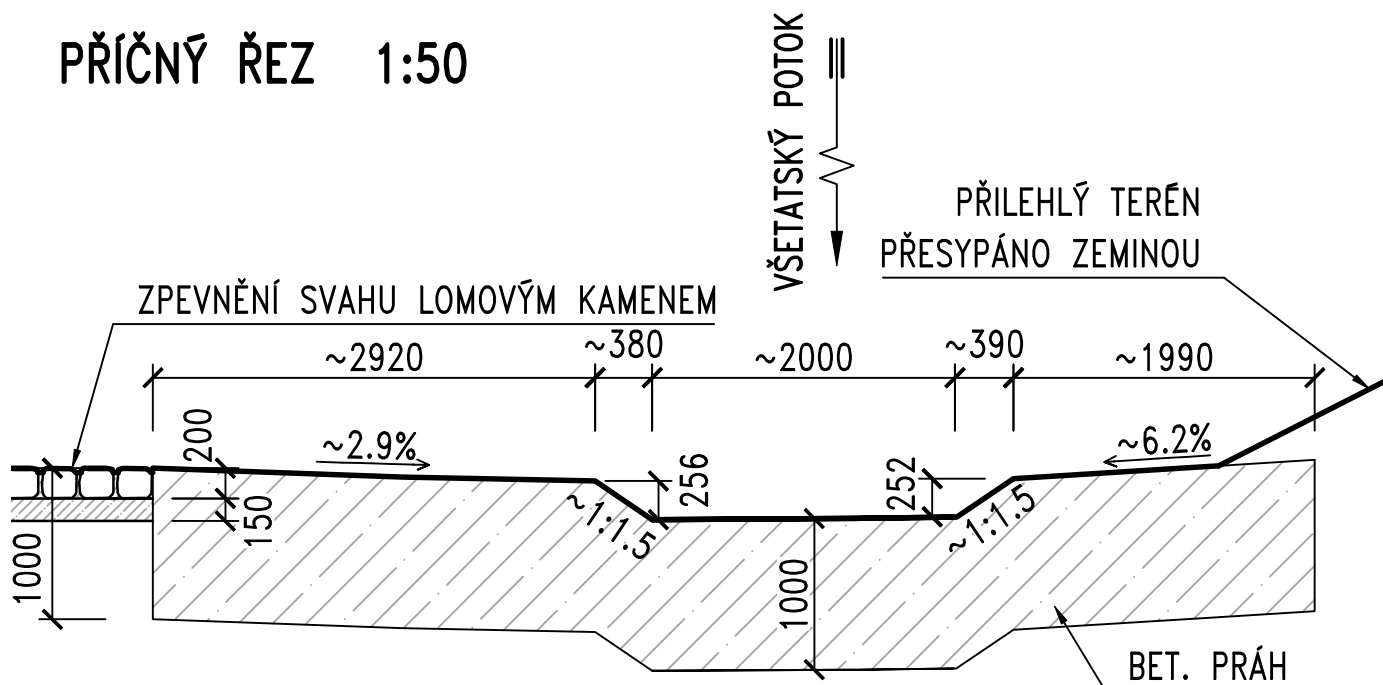 PŘÍČNÝ ŘEZ 1:50
VŠETATSKÝ POTOK
PŘILEHLÝ TERÉN
PŘESYPÁNO ZEMINOU
ZPEVNĚNÍ SVAHU LOMOVÝM KAMENEM
~2920
~380
~2000
~390
~1990
200
~2.9%
256
252
~6.2%
150
~1:1.5
~1:1.5
1000
1000
BET. PRÁH